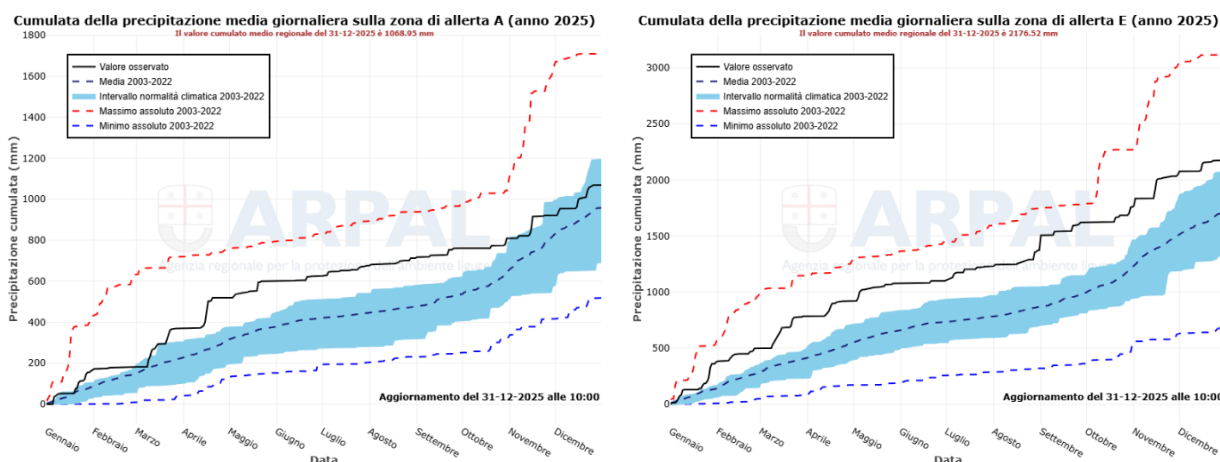 Cumulata della precipitazione media giornaliera sulla zona di allerta A (anno 2025)
Il valore cumulato medio regionale del 31-12-2025 è 1068.95 mm
1800
1600
1400
1200
1000
800
600
400
200
0
Precipitazione cumulata (mm)
Valore osservato
Media 2003-2022
Intervallo normalità climatica 2003-2022
Massimo assoluto 2003-2022
Minimo assoluto 2003-2022
ARPAL
Agenzia regionale per la protezione dell'ambiente ligure
Aggiornamento del 31-12-2025 alle 10:00
Gennaio
Febbraio
Marzo
Aprile
Maggio
Giugno
Luglio
Agosto
Settembre
Ottobre
Novembre
Dicembre
Data
Cumulata della precipitazione media giornaliera sulla zona di allerta E (anno 2025)
Il valore cumulato medio regionale del 31-12-2025 è 2176.52 mm
3000
2500
2000
1500
1000
500
0
Precipitazione cumulata (mm)
Valore osservato
Media 2003-2022
Intervallo normalità climatica 2003-2022
Massimo assoluto 2003-2022
Minimo assoluto 2003-2022
ARPAL
Agenzia regionale per la protezione dell'ambiente ligure
Aggiornamento del 31-12-2025 alle 10:00
Gennaio
Febbraio
Marzo
Aprile
Maggio
Giugno
Luglio
Agosto
Settembre
Ottobre
Novembre
Dicembre
Data